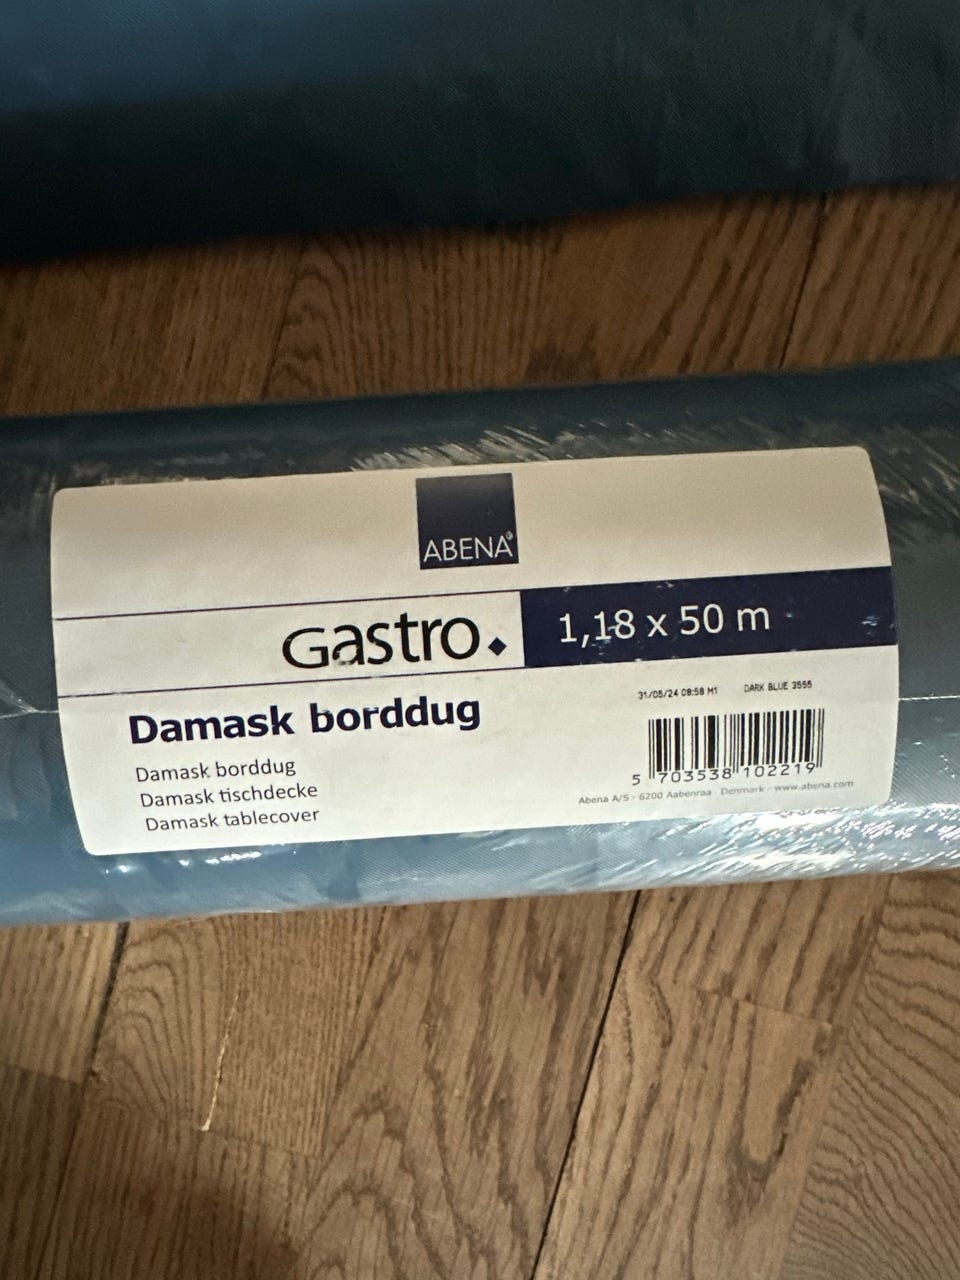 ABENA®
Gastro
1,18 x 50 m
Damask borddug
31/05/24 08:58 M1 DARK BLUE 3555
Damask borddug
Damask tischdecke
Damask tablecover
5 703538 102219
Abena A/S - 6200 Aabenraa - Denmark - www.abena.com